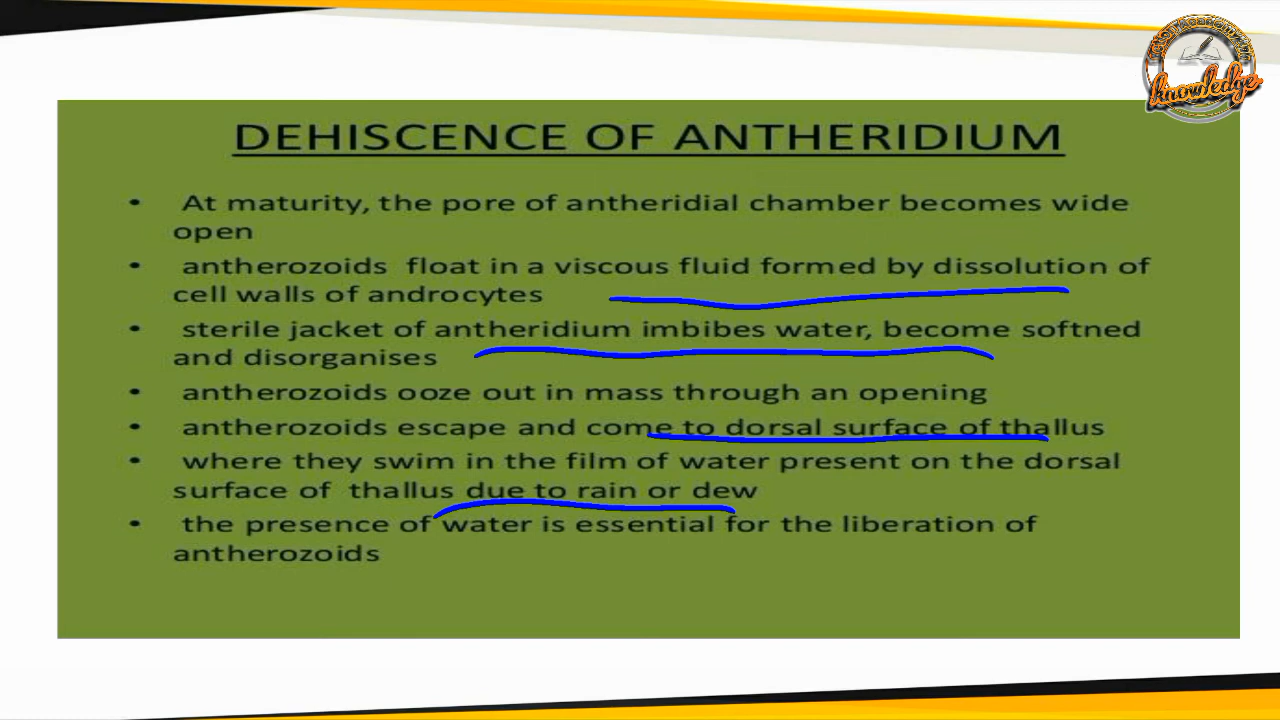 knowledge
DEHISCENCE OF ANTHERIDIUM
• At maturity, the pore of antheridial chamber becomes wide
open
• antherozoids float in a viscous fluid formed by dissolution of
cell walls of androcytes
• sterile jacket of antheridium imbibes water, become softned
and disorganises
• antherozoids ooze out in mass through an opening
• antherozoids escape and come to dorsal surface of thallus
• where they swim in the film of water present on the dorsal
surface of thallus due to rain or dew
• the presence of water is essential for the liberation of
antherozoids